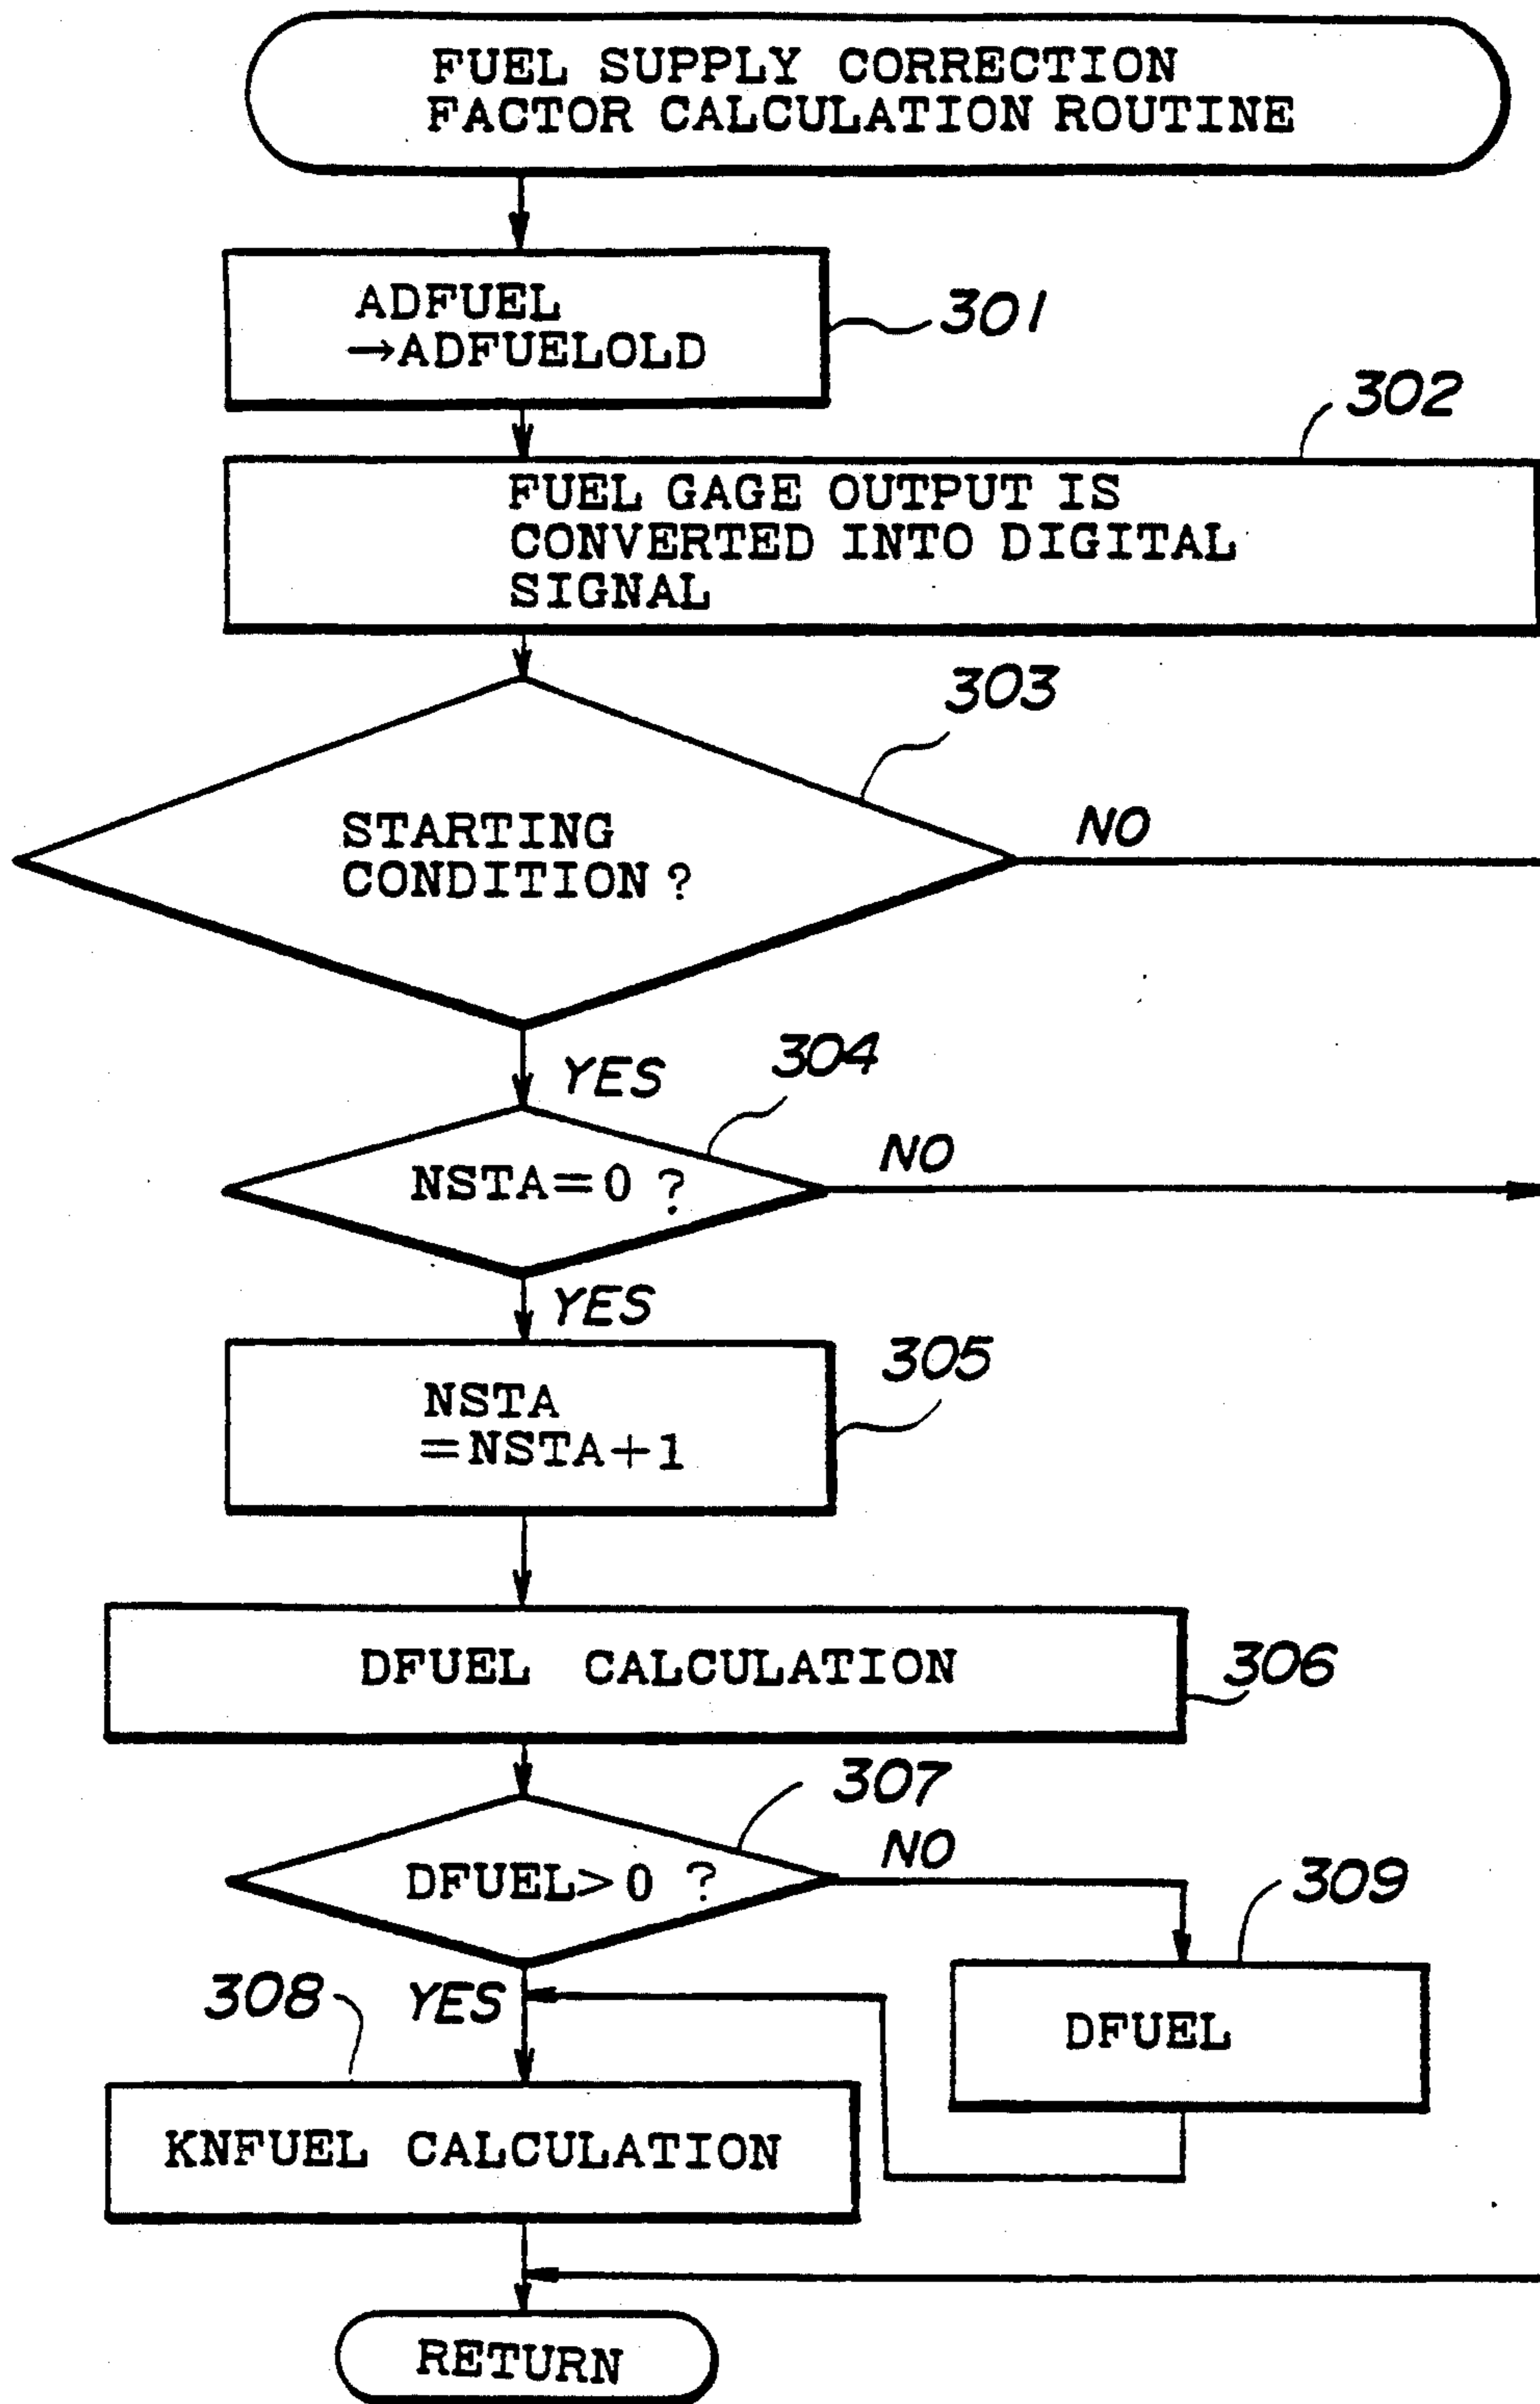 FUEL SUPPLY CORRECTION
FACTOR CALCULATION ROUTINE
ADFUEL
→ADFUELOLD
301
302
FUEL GAGE OUTPUT IS
CONVERTED INTO DIGITAL
SIGNAL
303
STARTING
CONDITION?
NO
YES
304
NSTA=0 ?
NO
YES
305
NSTA
=NSTA+1
DFUEL CALCULATION
306
307
DFUEL>0 ?
NO
309
308
YES
DFUEL
KNFUEL CALCULATION
RETURN